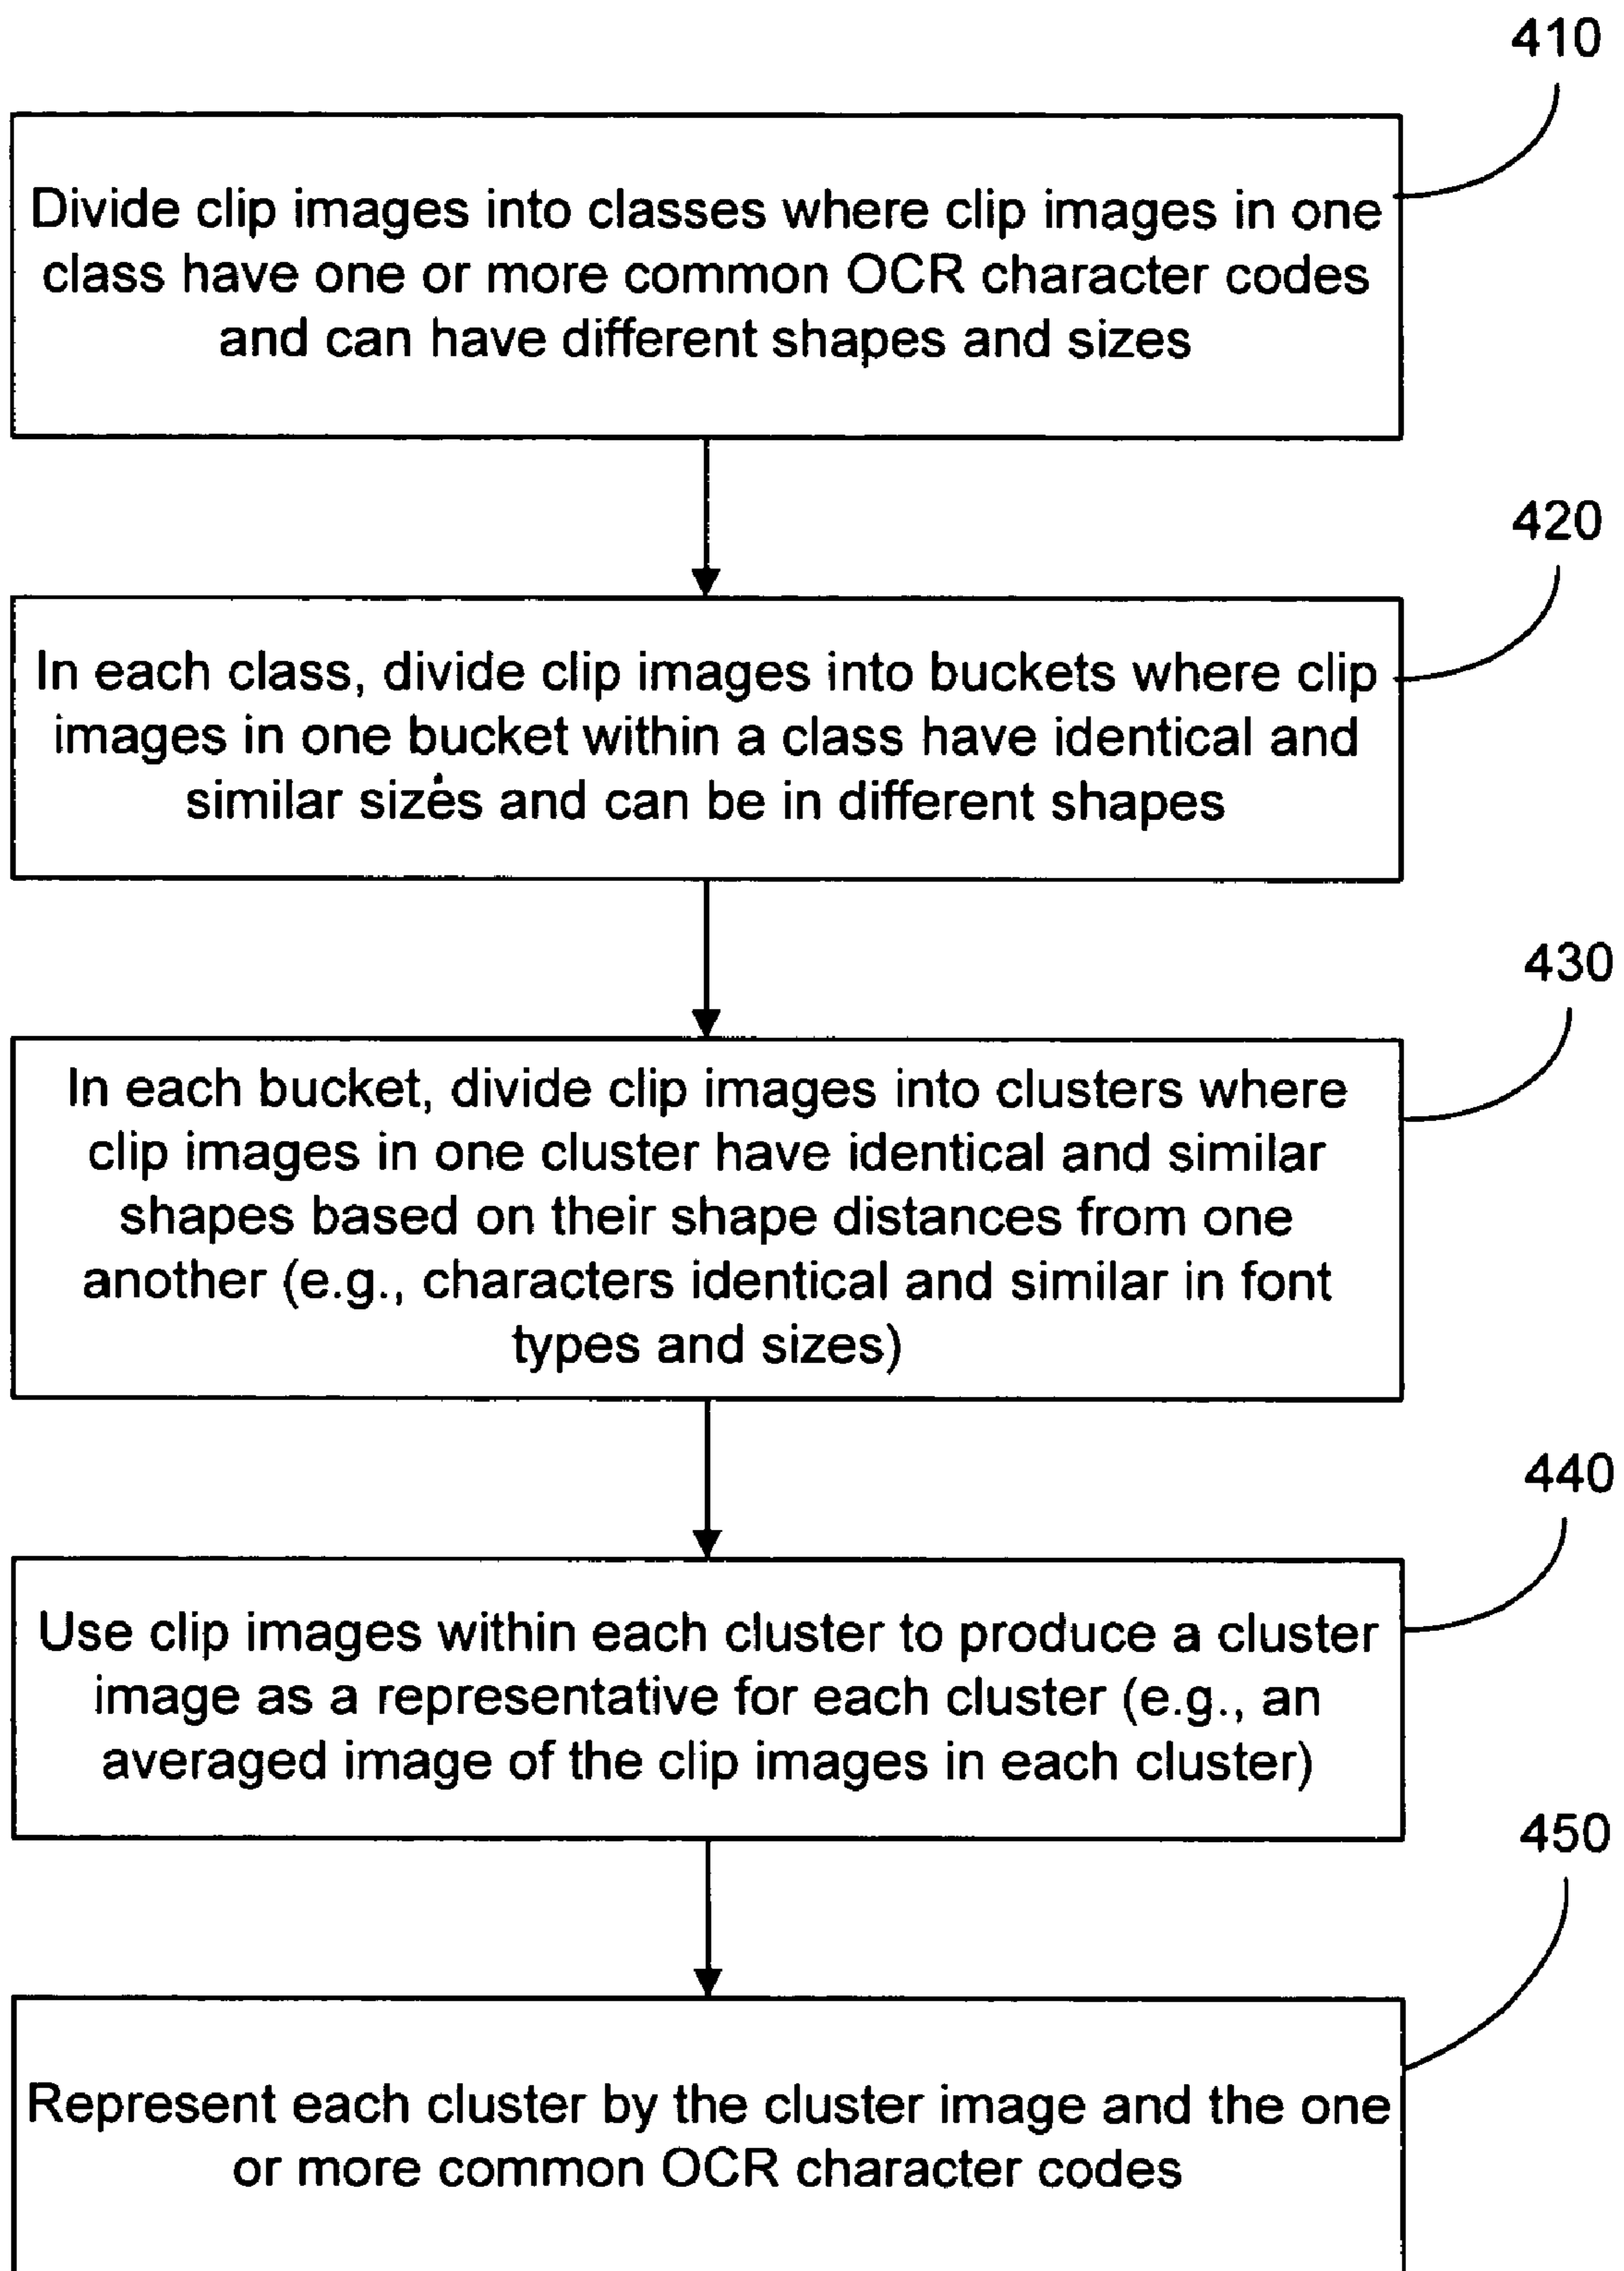 410
Divide clip images into classes where clip images in one
class have one or more common OCR character codes
and can have different shapes and sizes
420
In each class, divide clip images into buckets where clip
images in one bucket within a class have identical and
similar sizes and can be in different shapes
430
In each bucket, divide clip images into clusters where
clip images in one cluster have identical and similar
shapes based on their shape distances from one
another (e.g., characters identical and similar in font
types and sizes)
440
Use clip images within each cluster to produce a cluster
image as a representative for each cluster (e.g., an
averaged image of the clip images in each cluster)
450
Represent each cluster by the cluster image and the one
or more common OCR character codes